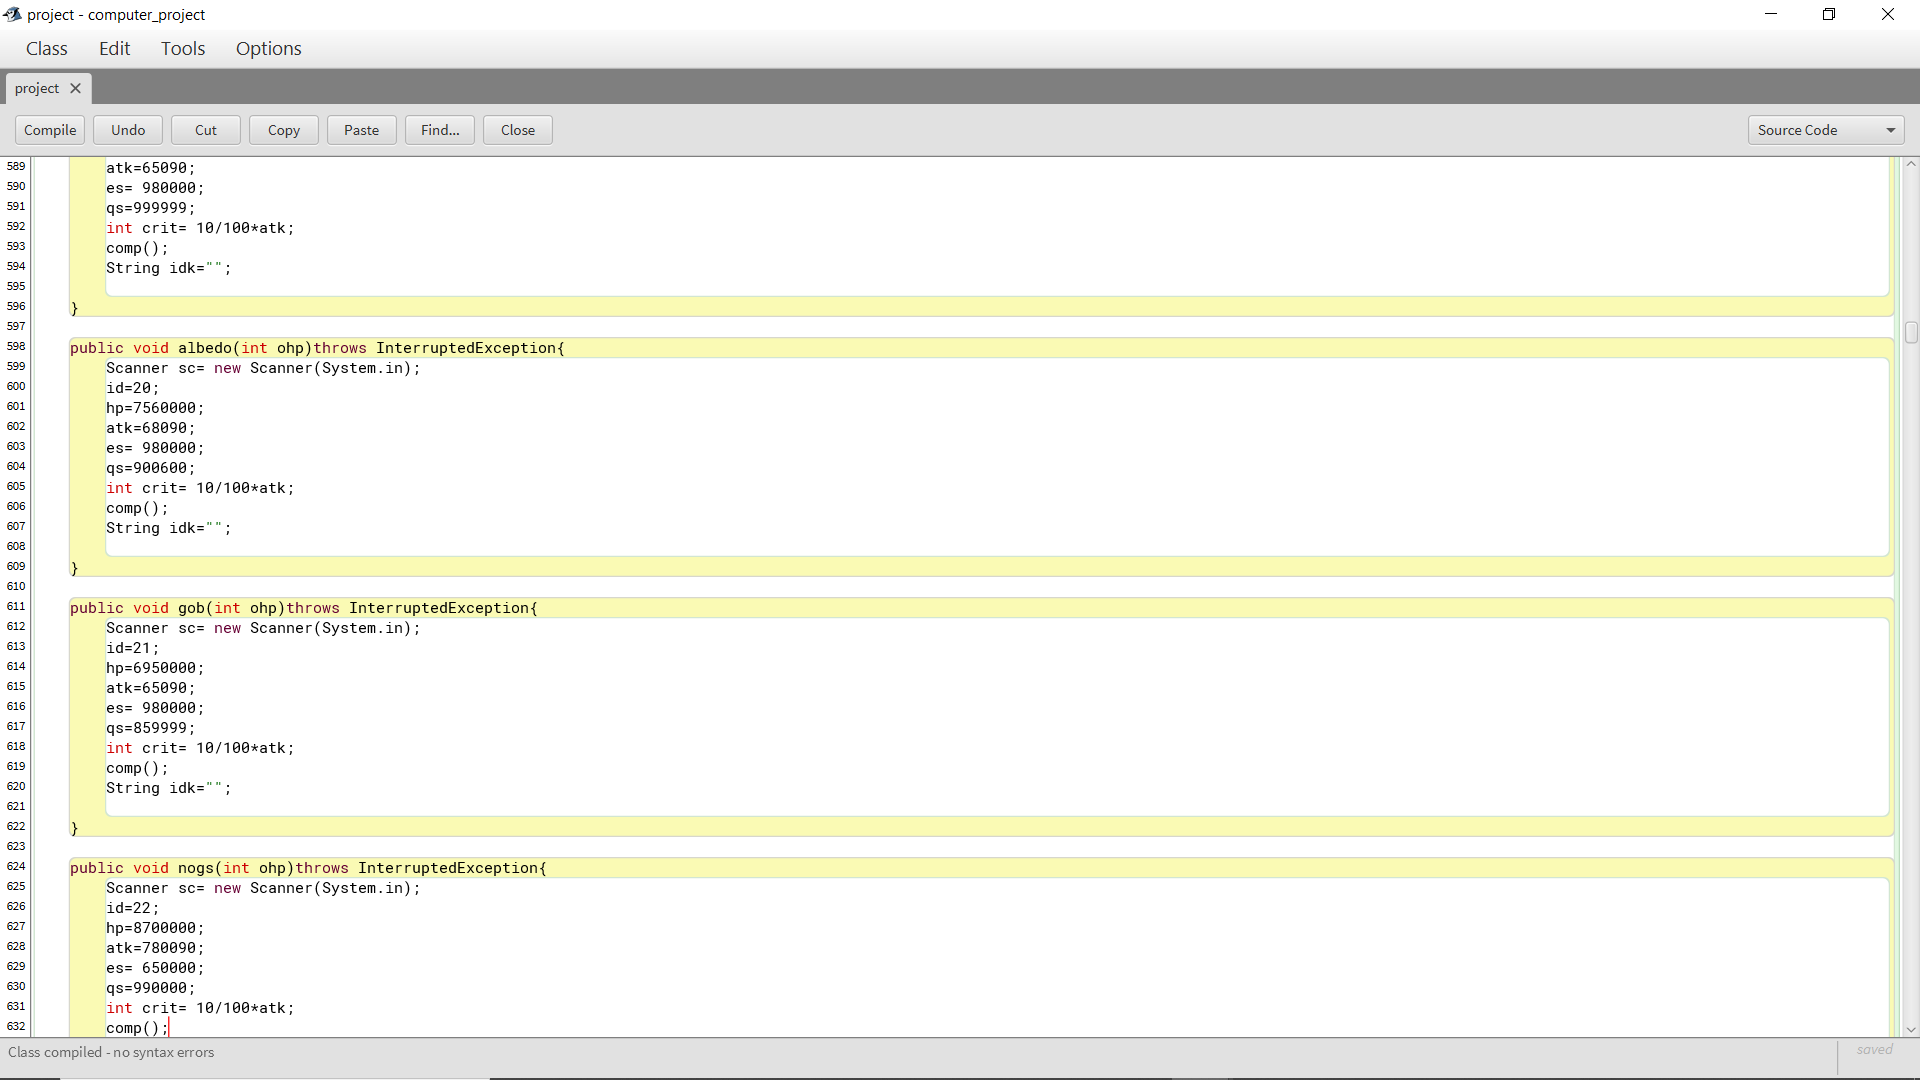 project - computer_project
Class Edit Tools Options
project
Compile Undo Cut Copy Paste Find... Close Source Code
589 atk=65090;
590 es= 980000;
591 qs=999999;
592 int crit= 10/100*atk;
593 comp();
594 String idk="";
595
596 }
597
598 public void albedo(int ohp)throws InterruptedException{
599 Scanner sc= new Scanner(System.in);
600 id=20;
601 hp=7560000;
602 atk=68090;
603 es= 980000;
604 qs=900600;
605 int crit= 10/100*atk;
606 comp();
607 String idk="";
608
609 }
610
611 public void gob(int ohp)throws InterruptedException{
612 Scanner sc= new Scanner(System.in);
613 id=21;
614 hp=6950000;
615 atk=65090;
616 es= 980000;
617 qs=859999;
618 int crit= 10/100*atk;
619 comp();
620 String idk="";
621
622 }
623
624 public void nogs(int ohp)throws InterruptedException{
625 Scanner sc= new Scanner(System.in);
626 id=22;
627 hp=8700000;
628 atk=780090;
629 es= 650000;
630 qs=990000;
631 int crit= 10/100*atk;
632 comp();
Class compiled - no syntax errors
saved